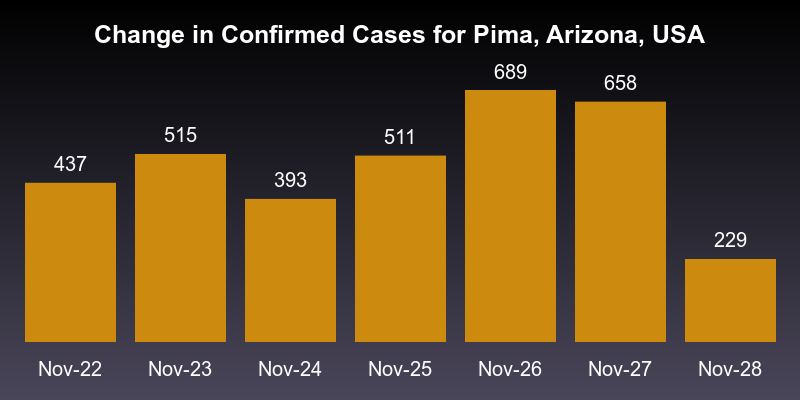 Change in Confirmed Cases for Pima, Arizona, USA
437 515 393 511 689 658 229
Nov-22 Nov-23 Nov-24 Nov-25 Nov-26 Nov-27 Nov-28